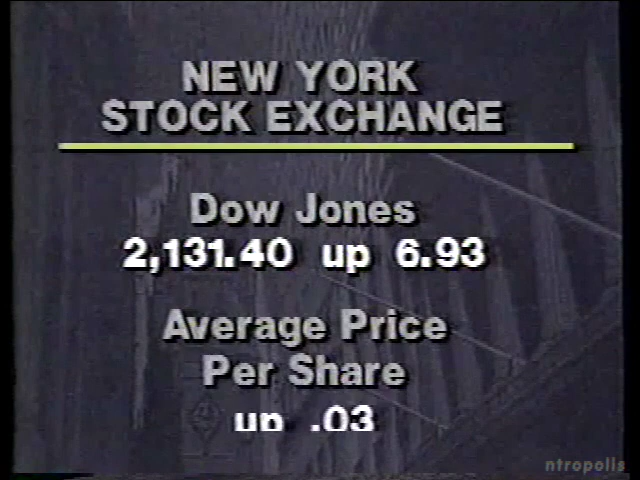 NEW YORK
STOCK EXCHANGE
Dow Jones
2,131.40 up 6.93
Average Price
Per Share
up .03
ntropolis